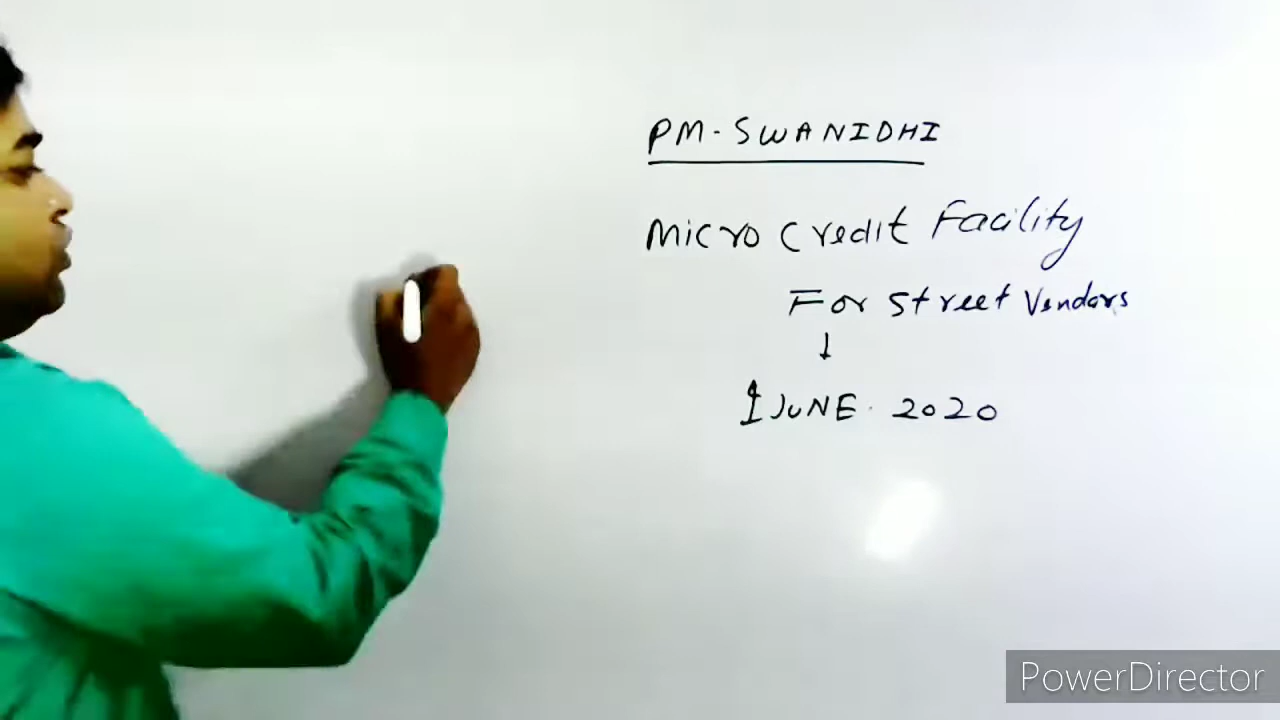 PM-SWANIDHI
Micro Credit Facility
For Street Vendors
↓
1 JUNE. 2020
PowerDirector